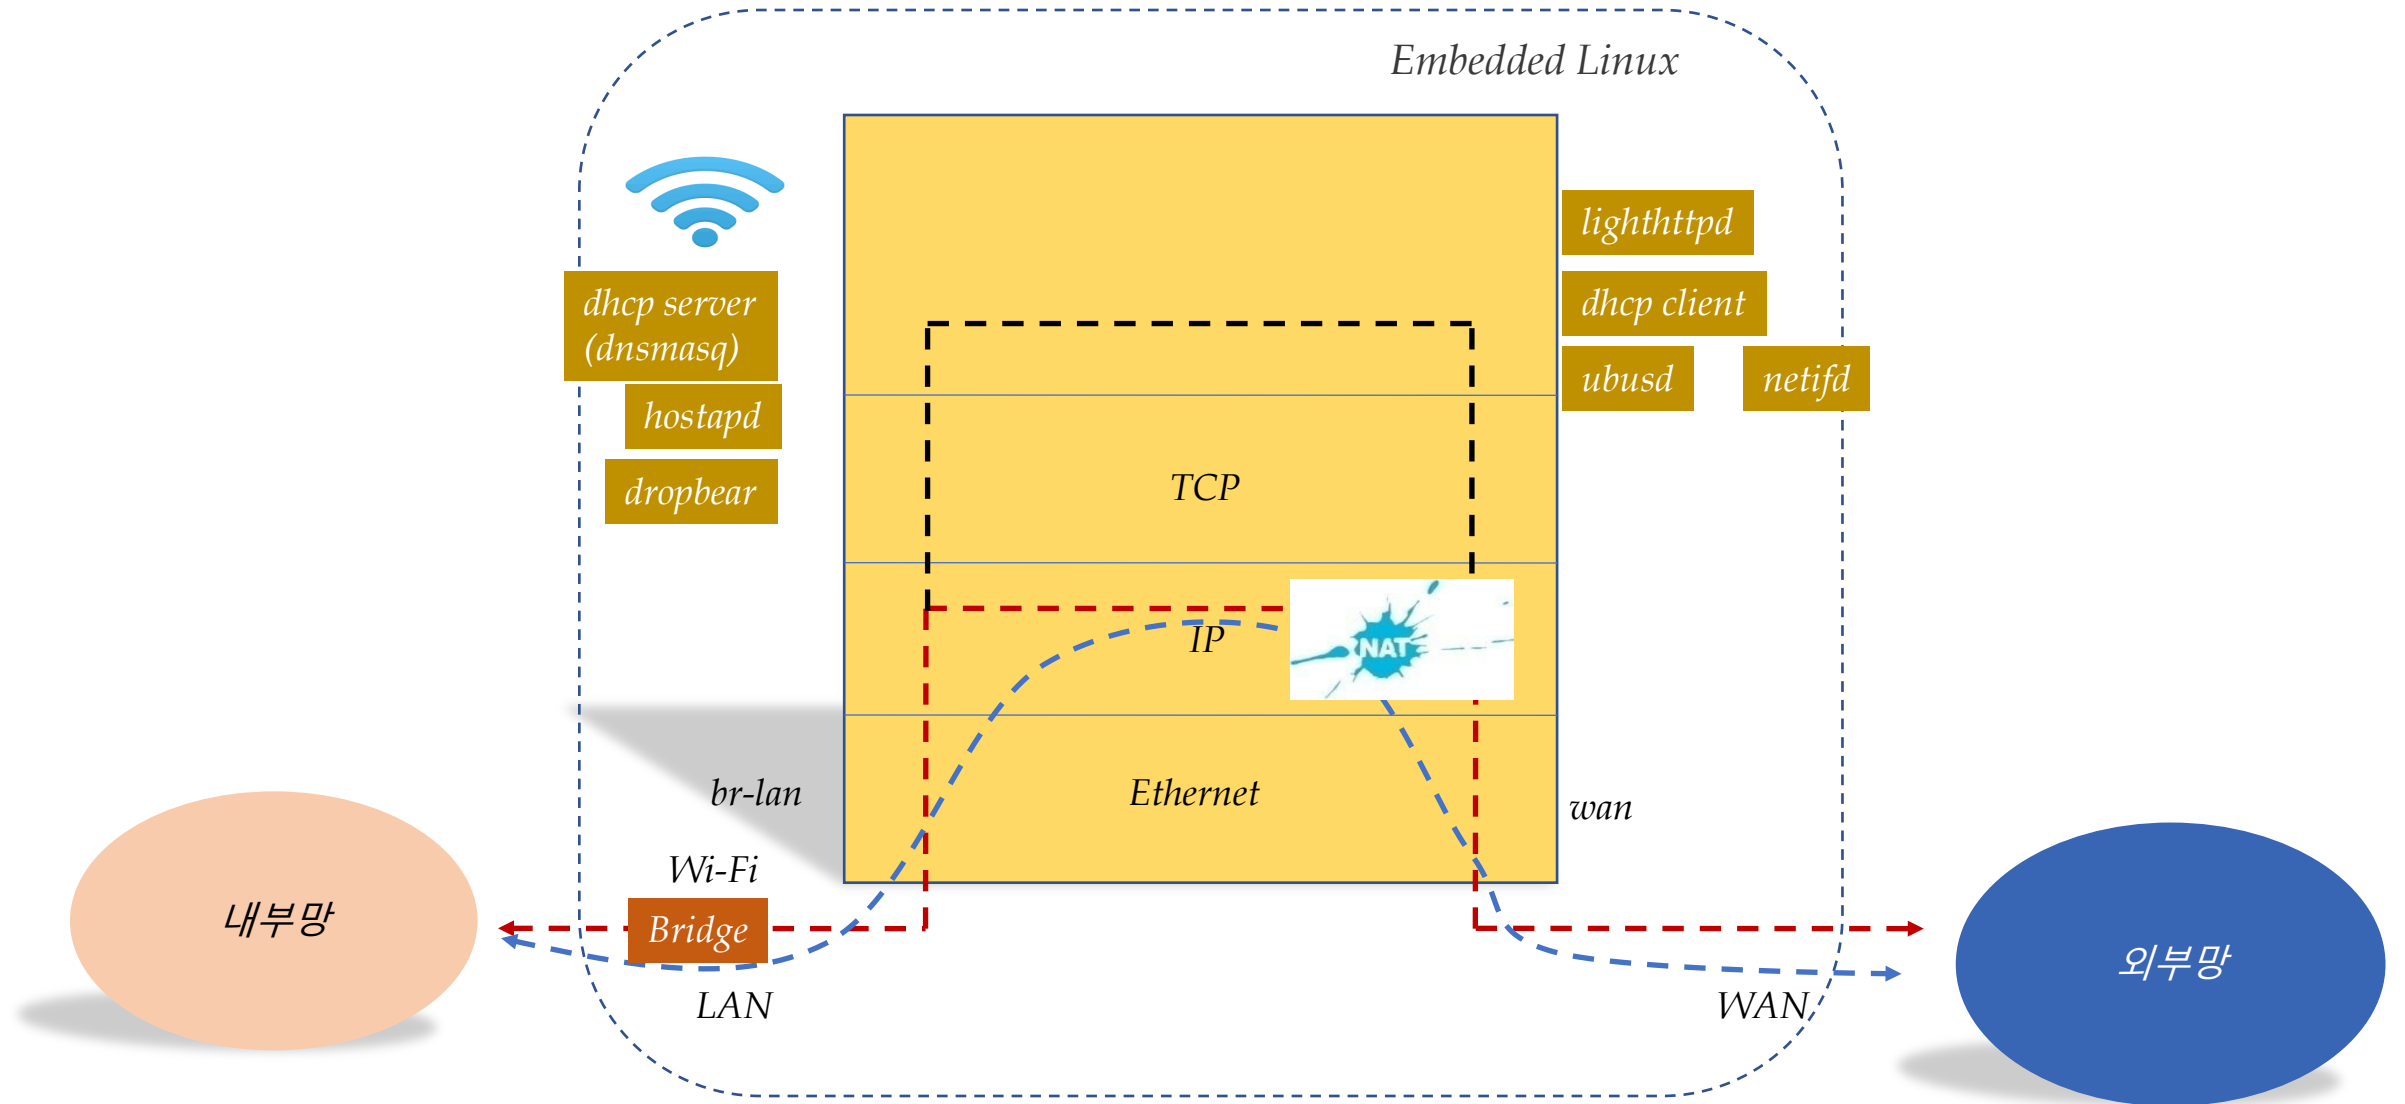 Embedded Linux
lighthttpd
dhcp server
(dnsmasq)
dhcp client
hostapd
ubusd
netifd
dropbear
TCP
IP
NAT
br-lan
Ethernet
wan
Wi-Fi
내부망
Bridge
외부망
LAN
WAN